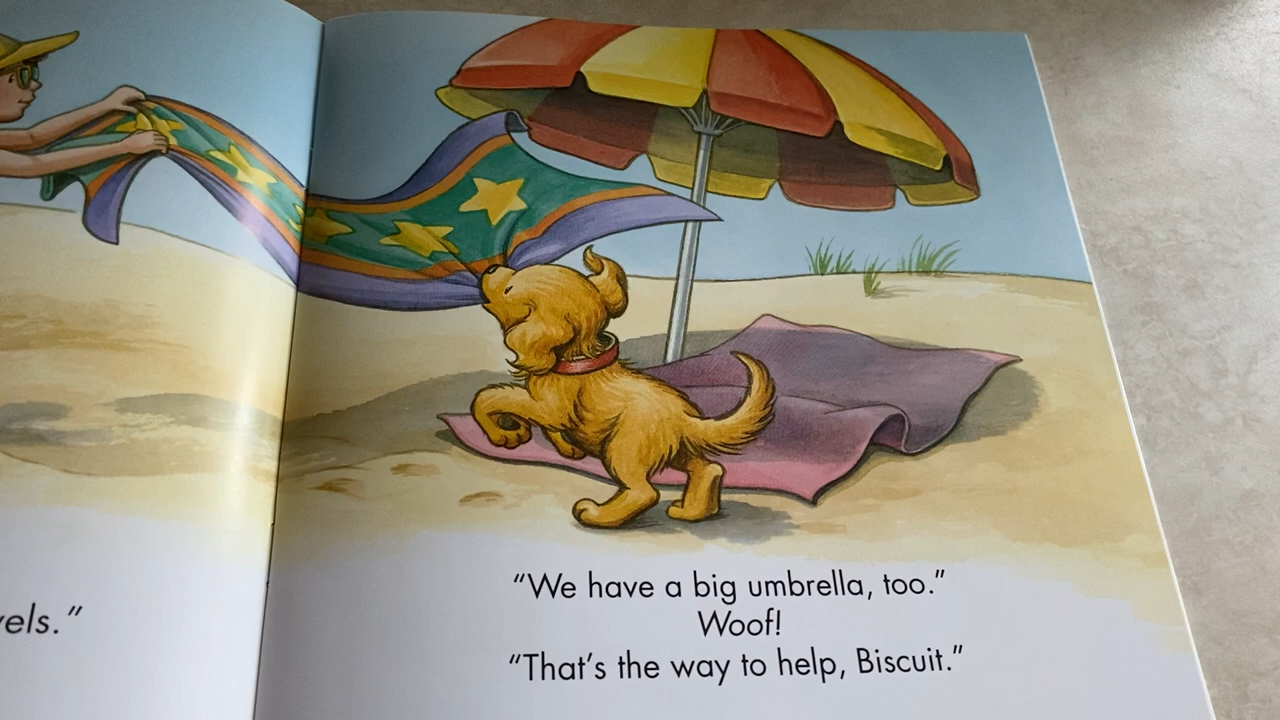 "We have a big umbrella, too."
Woof!
"That's the way to help, Biscuit."